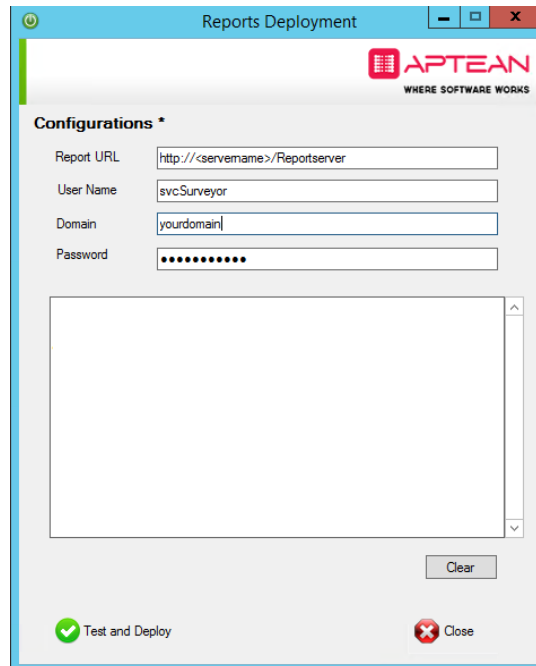 Reports Deployment
APTEAN
WHERE SOFTWARE WORKS
Configurations *
Report URL http://<servername>/Reportserver
User Name svcSurveyor
Domain yourdomain
Password •••••••••••
Clear
Test and Deploy Close